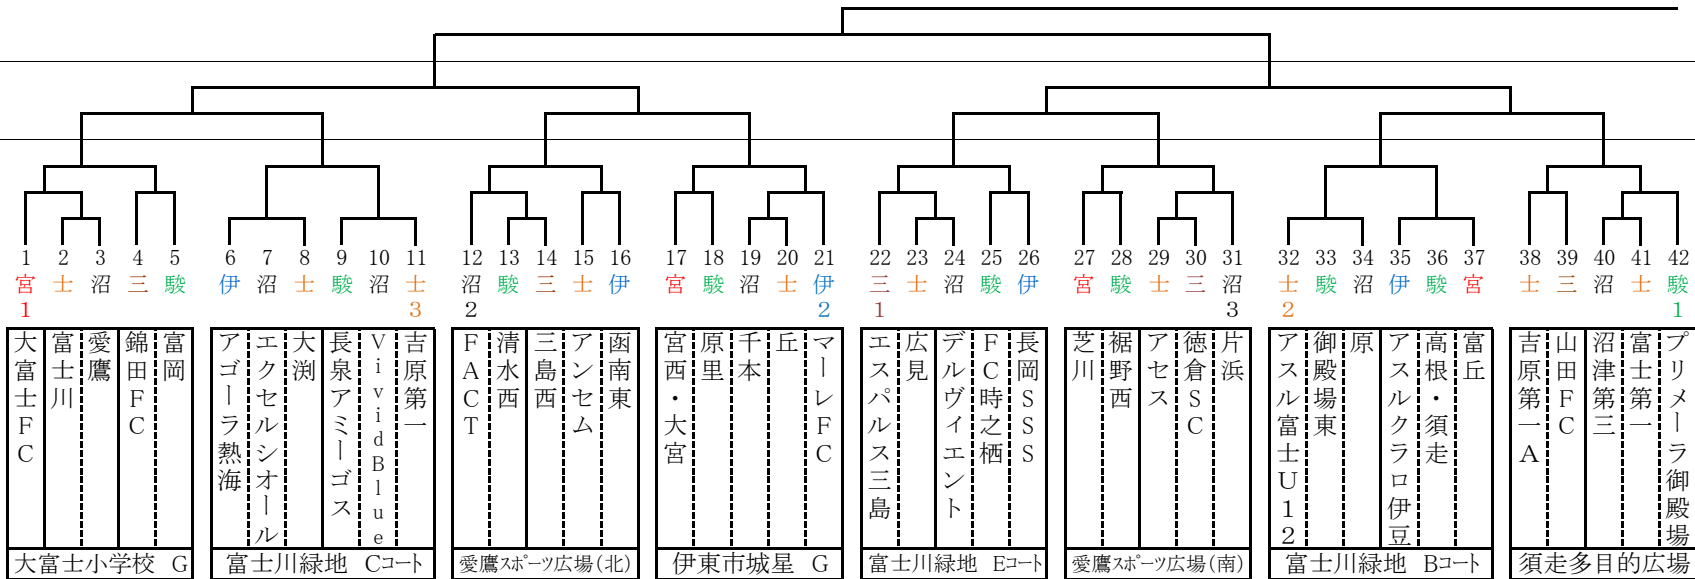 1 2 3 4 5 6 7 8 9 10 11 12 13 14 15 16 17 18 19 20 21 22 23 24 25 26 27 28 29 30 31 32 33 34 35 36 37 38 39 40 41 42
宮 士 沼 三 駿 伊 沼 士 駿 沼 士 沼 駿 三 士 伊 宮 駿 沼 士 伊 三 士 沼 駿 伊 宮 駿 士 三 沼 士 駿 沼 伊 駿 宮 士 三 沼 士 駿
1 3 2 2 1 3 2 1
大富士FC
富士川
愛鷹
錦田FC
富岡
アゴーラ熱海
エクセルシオール
大渕
長泉アミーゴス
VividBlue
吉原第一
FACT
清水西
三島西
アンセム
函南東
宮西・大宮
原里
千本
丘
マーレFC
エスパルス三島
広見
デルヴィエント
FC時之栖
長岡SSS
芝川
裾野西
アセス
徳倉SC
片浜
アスル富士U12
御殿場東
原
アスルクラロ伊豆
高根・須走
富丘
吉原第一A
山田FC
沼津第三
富士第一
プリメーラ御殿場
大富士小学校 G
富士川緑地 Cコート
愛鷹スポーツ広場(北)
伊東市城星 G
富士川緑地 Eコート
愛鷹スポーツ広場(南)
富士川緑地 Bコート
須走多目的広場